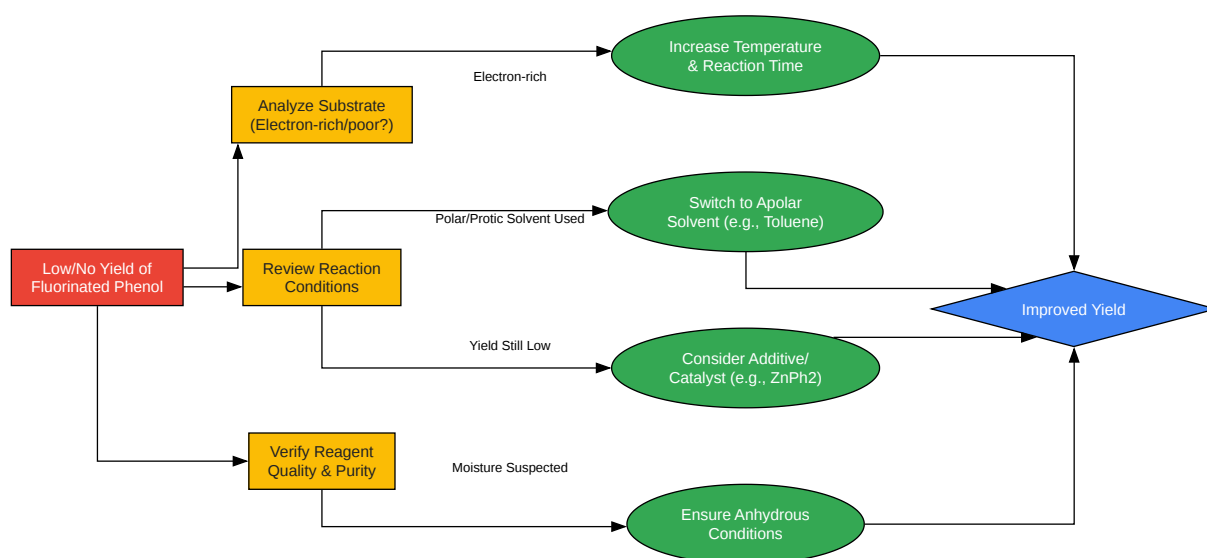 Increase Temperature
& Reaction Time
Electron-rich
Analyze Substrate
(Electron-rich/poor?)
Switch to Apolar
Solvent (e.g., Toluene)
Polar/Protic Solvent Used
Low/No Yield of
Fluorinated Phenol
Review Reaction
Conditions
Improved Yield
Yield Still Low
Consider Additive/
Catalyst (e.g., ZnPh2)
Verify Reagent
Quality & Purity
Moisture Suspected
Ensure Anhydrous
Conditions